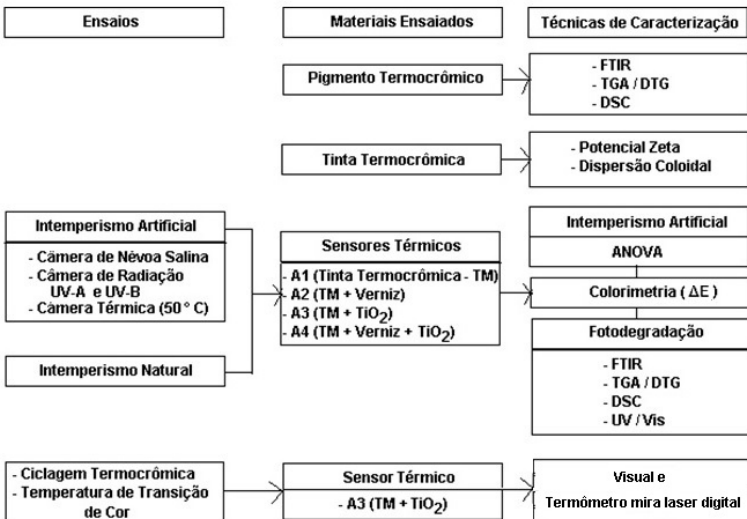 Ensaios
Materiais Ensaiados
Técnicas de Caracterização
Pigmento Termocrômico
- FTIR
- TGA / DTG
- DSC
Tinta Termocrômica
- Potencial Zeta
- Dispersão Coloidal
Intemperismo Artificial
- Câmera de Névoa Salina
- Câmera de Radiação
UV-A e UV-B
- Câmera Térmica (50° C)
Intemperismo Natural
Sensores Térmicos
- A1 (Tinta Termocrômica - TM)
- A2 (TM + Verniz)
- A3 (TM + TiO2)
- A4 (TM + Verniz + TiO2)
Intemperismo Artificial
ANOVA
Colorimetria ( ΔE )
Fotodegradação
- FTIR
- TGA / DTG
- DSC
- UV / Vis
- Ciclagem Termocrômica
- Temperatura de Transição
de Cor
Sensor Térmico
- A3 (TM + TiO2)
Visual e
Termômetro mira laser digital